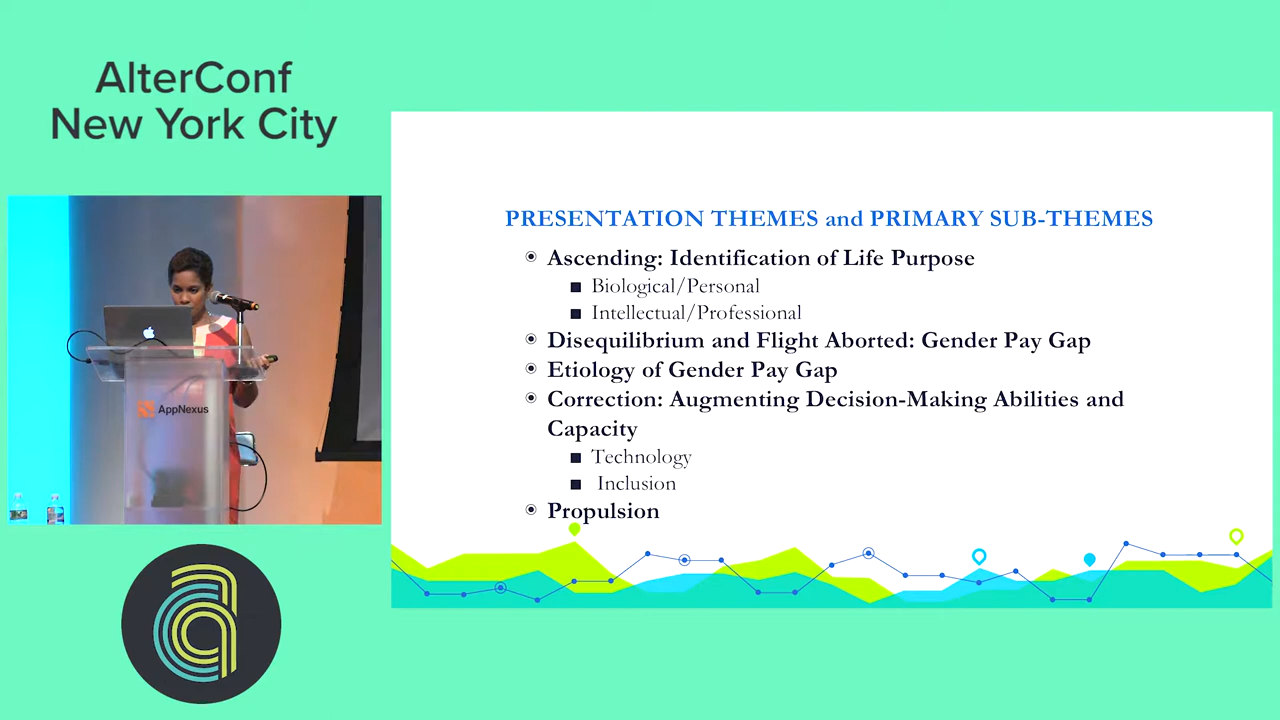 AlterConf
New York City
AppNexus
PRESENTATION THEMES and PRIMARY SUB-THEMES
Ascending: Identification of Life Purpose
Biological/Personal
Intellectual/Professional
Disequilibrium and Flight Aborted: Gender Pay Gap
Etiology of Gender Pay Gap
Correction: Augmenting Decision-Making Abilities and
Capacity
Technology
Inclusion
Propulsion